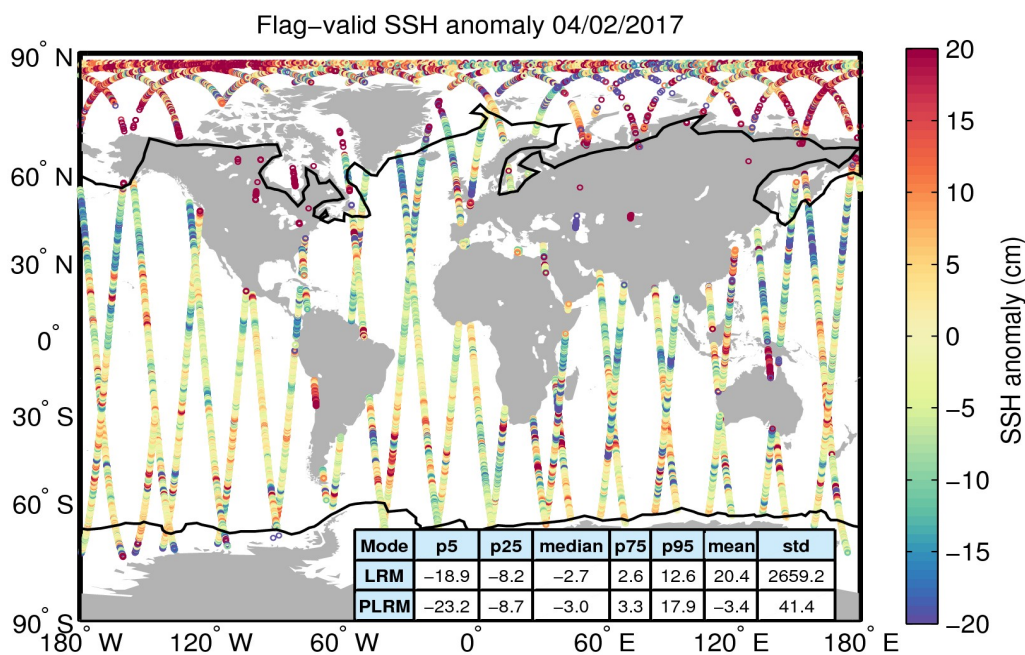 Flag−valid SSH anomaly 04/02/2017
90° N
60° N
30° N
0°
30° S
60° S
90° S
180° W
120° W
60° W
0°
60° E
120° E
180° E
20
15
10
5
0
−5
−10
−15
−20
SSH anomaly (cm)
Mode p5 p25 median p75 p95 mean std
LRM −18.9 −8.2 −2.7 2.6 12.6 20.4 2659.2
PLRM −23.2 −8.7 −3.0 3.3 17.9 −3.4 41.4